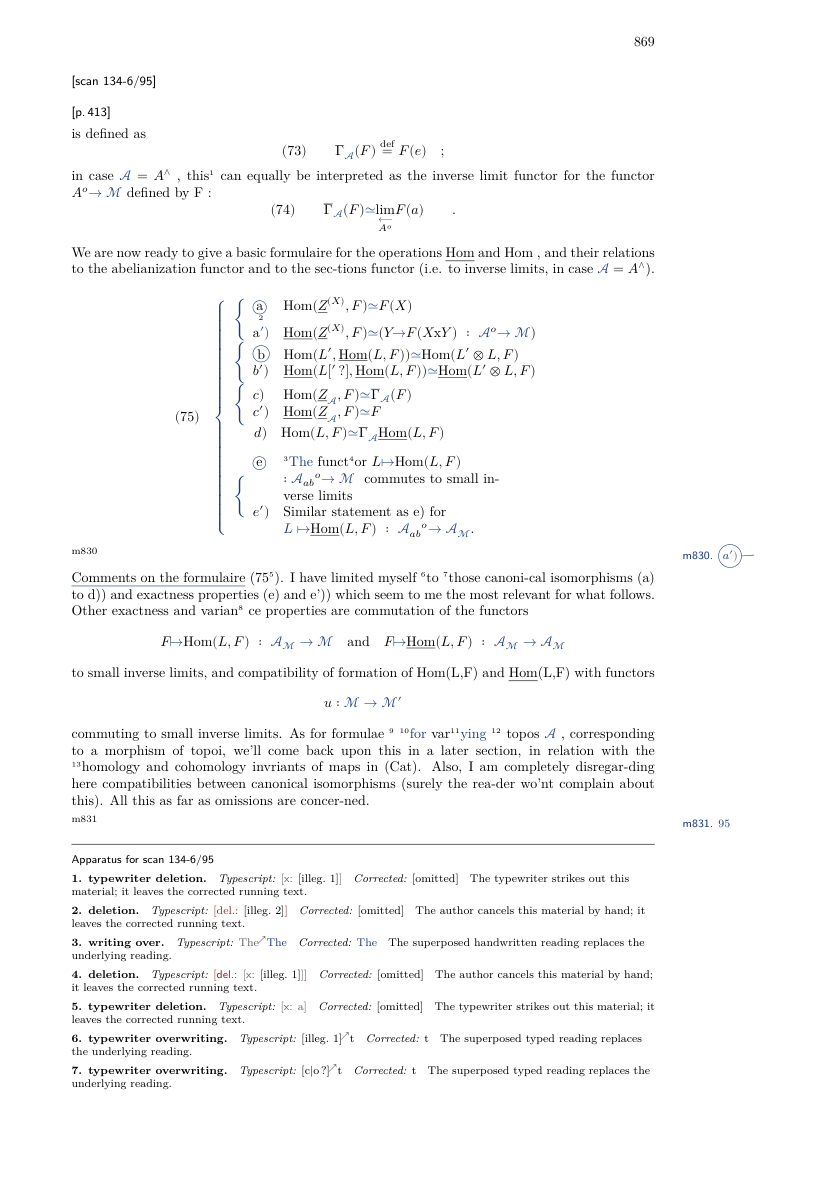 869
[scan 134-6/95]
[p. 413]
is defined as
(73) Γ_𝒜(F) ≝ F(e) ;
in case 𝒜 = A^∧ , this¹ can equally be interpreted as the inverse limit functor for the functor
Aᵒ→ ℳ defined by F :
(74) Γ_𝒜(F)≃lim F(a) .
←
Aᵒ
We are now ready to give a basic formulaire for the operations Hom and Hom , and their relations
to the abelianization functor and to the sec-tions functor (i.e. to inverse limits, in case 𝒜 = A^∧).
ⓐ Hom(Z^(X), F)≃F(X)
2
a′) Hom(Z^(X), F)≃(Y→F(XxY) : 𝒜ᵒ→ ℳ)
ⓑ Hom(L′, Hom(L, F))≃Hom(L′ ⊗ L, F)
b′) Hom(L[′ ?], Hom(L, F))≃Hom(L′ ⊗ L, F)
c) Hom(Z_𝒜, F)≃Γ_𝒜(F)
(75) c′) Hom(Z_𝒜, F)≃F
d) Hom(L, F)≃Γ_𝒜Hom(L, F)
ⓔ ³The funct⁴or L↦Hom(L, F)
: 𝒜_abᵒ→ ℳ commutes to small in-
verse limits
e′) Similar statement as e) for
L ↦Hom(L, F) : 𝒜_abᵒ→ 𝒜_ℳ.
m830
m830. (a′)—
Comments on the formulaire (75⁵). I have limited myself ⁶to ⁷those canoni-cal isomorphisms (a)
to d)) and exactness properties (e) and e')) which seem to me the most relevant for what follows.
Other exactness and varian⁸ ce properties are commutation of the functors
F↦Hom(L, F) : 𝒜_ℳ → ℳ and F↦Hom(L, F) : 𝒜_ℳ → 𝒜_ℳ
to small inverse limits, and compatibility of formation of Hom(L,F) and Hom(L,F) with functors
u : ℳ → ℳ′
commuting to small inverse limits. As for formulae ⁹ ¹⁰for var¹¹ying ¹² topos 𝒜 , corresponding
to a morphism of topoi, we'll come back upon this in a later section, in relation with the
¹³homology and cohomology invriants of maps in (Cat). Also, I am completely disregar-ding
here compatibilities between canonical isomorphisms (surely the rea-der wo'nt complain about
this). All this as far as omissions are concer-ned.
m831
m831. 95
Apparatus for scan 134-6/95
1. typewriter deletion. Typescript: [x: [illeg. 1]] Corrected: [omitted] The typewriter strikes out this
material; it leaves the corrected running text.
2. deletion. Typescript: [del.: [illeg. 2]] Corrected: [omitted] The author cancels this material by hand; it
leaves the corrected running text.
3. writing over. Typescript: The↗The Corrected: The The superposed handwritten reading replaces the
underlying reading.
4. deletion. Typescript: [del.: [x: [illeg. 1]]] Corrected: [omitted] The author cancels this material by hand;
it leaves the corrected running text.
5. typewriter deletion. Typescript: [x: a] Corrected: [omitted] The typewriter strikes out this material; it
leaves the corrected running text.
6. typewriter overwriting. Typescript: [illeg. 1]↗t Corrected: t The superposed typed reading replaces
the underlying reading.
7. typewriter overwriting. Typescript: [c|o ?]↗t Corrected: t The superposed typed reading replaces the
underlying reading.